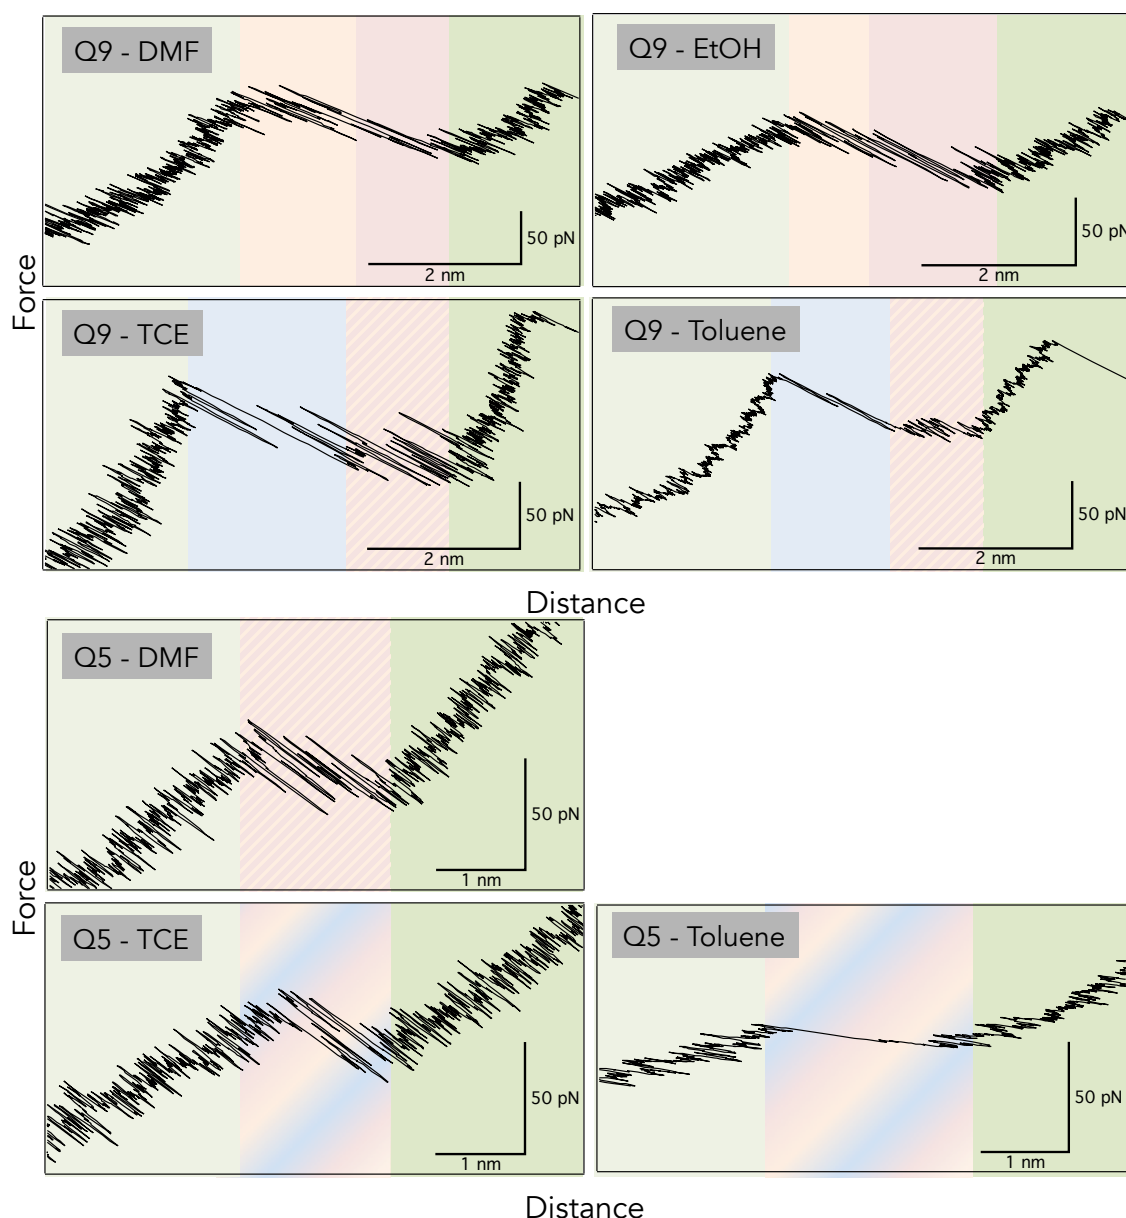 Q9 - DMF
50 pN
2 nm
Q9 - EtOH
50 pN
2 nm
Force
Q9 - TCE
50 pN
2 nm
Q9 - Toluene
50 pN
2 nm
Distance
Q5 - DMF
50 pN
1 nm
Force
Q5 - TCE
50 pN
1 nm
Q5 - Toluene
50 pN
1 nm
Distance